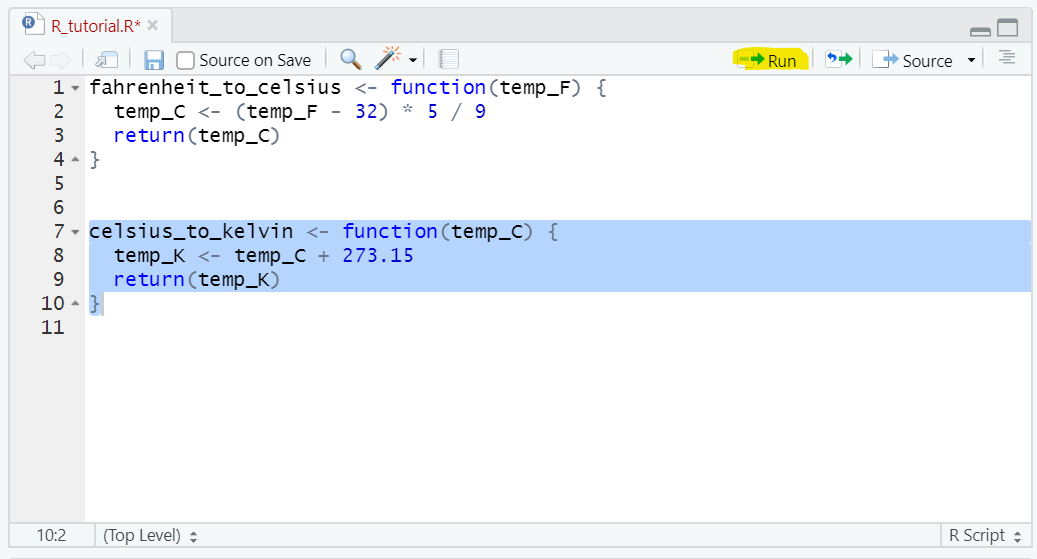 R_tutorial.R*
Source on Save Run Source
1 fahrenheit_to_celsius <- function(temp_F) {
2   temp_C <- (temp_F - 32) * 5 / 9
3   return(temp_C)
4 }
5
6
7 celsius_to_kelvin <- function(temp_C) {
8   temp_K <- temp_C + 273.15
9   return(temp_K)
10 }
11
10:2 (Top Level) R Script